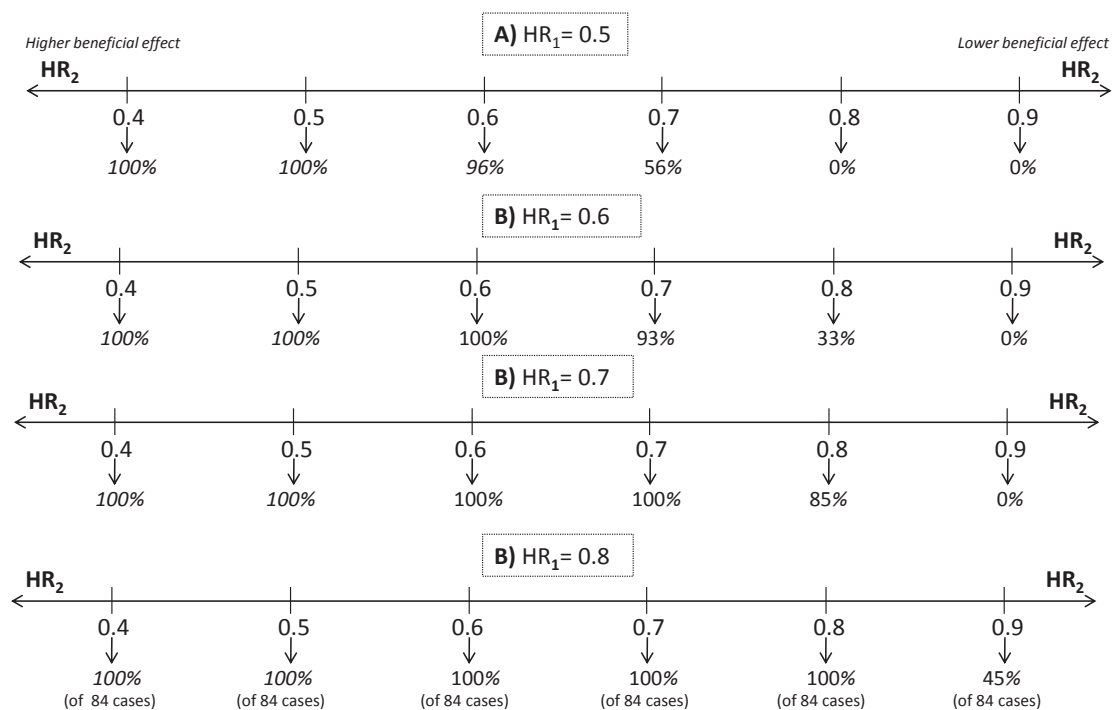 A) HR1= 0.5
Higher beneficial effect Lower beneficial effect
HR2 HR2
0.4 0.5 0.6 0.7 0.8 0.9
100% 100% 96% 56% 0% 0%
B) HR1= 0.6
HR2 HR2
0.4 0.5 0.6 0.7 0.8 0.9
100% 100% 100% 93% 33% 0%
B) HR1= 0.7
HR2 HR2
0.4 0.5 0.6 0.7 0.8 0.9
100% 100% 100% 100% 85% 0%
B) HR1= 0.8
HR2 HR2
0.4 0.5 0.6 0.7 0.8 0.9
100% 100% 100% 100% 100% 45%
(of 84 cases) (of 84 cases) (of 84 cases) (of 84 cases) (of 84 cases) (of 84 cases)